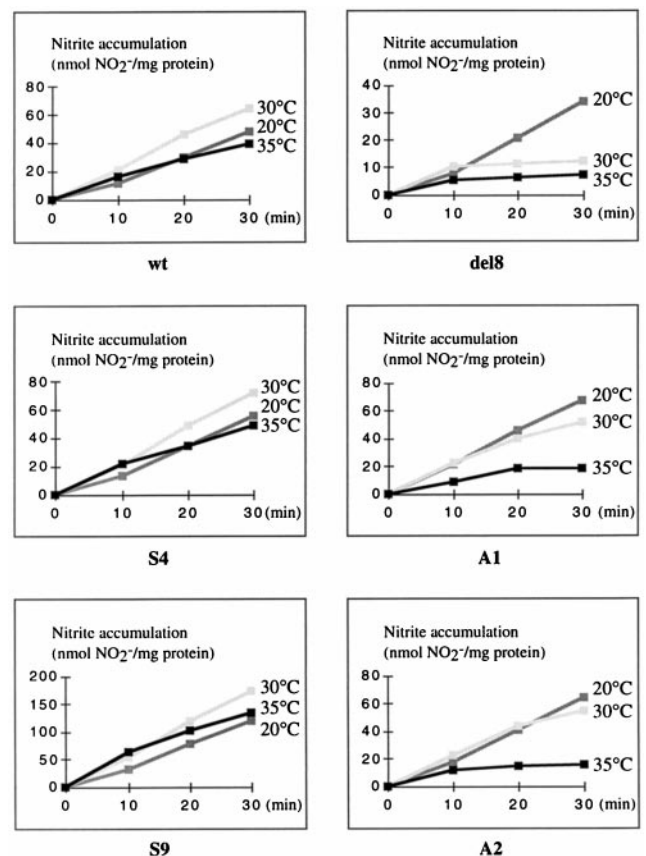 Nitrite accumulation
(nmol NO2-/mg protein)
80
60
40
20
0
0 10 20 30 (min)
30°C
20°C
35°C
wt
Nitrite accumulation
(nmol NO2-/mg protein)
40
30
20
10
0
0 10 20 30 (min)
20°C
30°C
35°C
del8
Nitrite accumulation
(nmol NO2-/mg protein)
80
60
40
20
0
0 10 20 30 (min)
30°C
20°C
35°C
S4
Nitrite accumulation
(nmol NO2-/mg protein)
80
60
40
20
0
0 10 20 30 (min)
20°C
30°C
35°C
A1
Nitrite accumulation
(nmol NO2-/mg protein)
200
150
100
50
0
0 10 20 30 (min)
30°C
35°C
20°C
S9
Nitrite accumulation
(nmol NO2-/mg protein)
80
60
40
20
0
0 10 20 30 (min)
20°C
30°C
35°C
A2